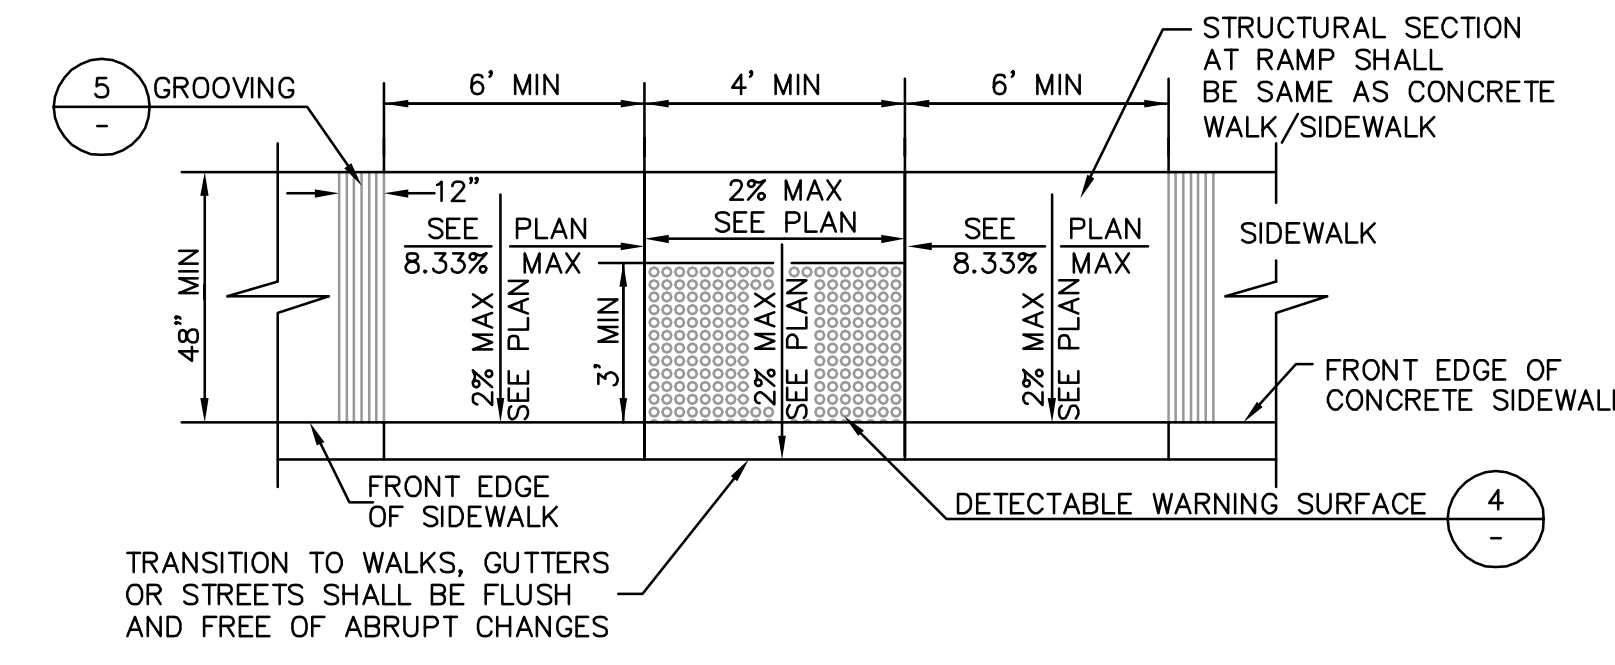 STRUCTURAL SECTION
AT RAMP SHALL
BE SAME AS CONCRETE
WALK/SIDEWALK
5
-
GROOVING
6' MIN
4' MIN
6' MIN
12"
2% MAX
SEE PLAN
SEE PLAN
8.33% MAX
SEE PLAN
8.33% MAX
SIDEWALK
48" MIN
2% MAX
SEE PLAN
3' MIN
2% MAX
SEE PLAN
2% MAX
SEE PLAN
FRONT EDGE OF
CONCRETE SIDEWAL
FRONT EDGE
OF SIDEWALK
DETECTABLE WARNING SURFACE
4
-
TRANSITION TO WALKS, GUTTERS
OR STREETS SHALL BE FLUSH
AND FREE OF ABRUPT CHANGES